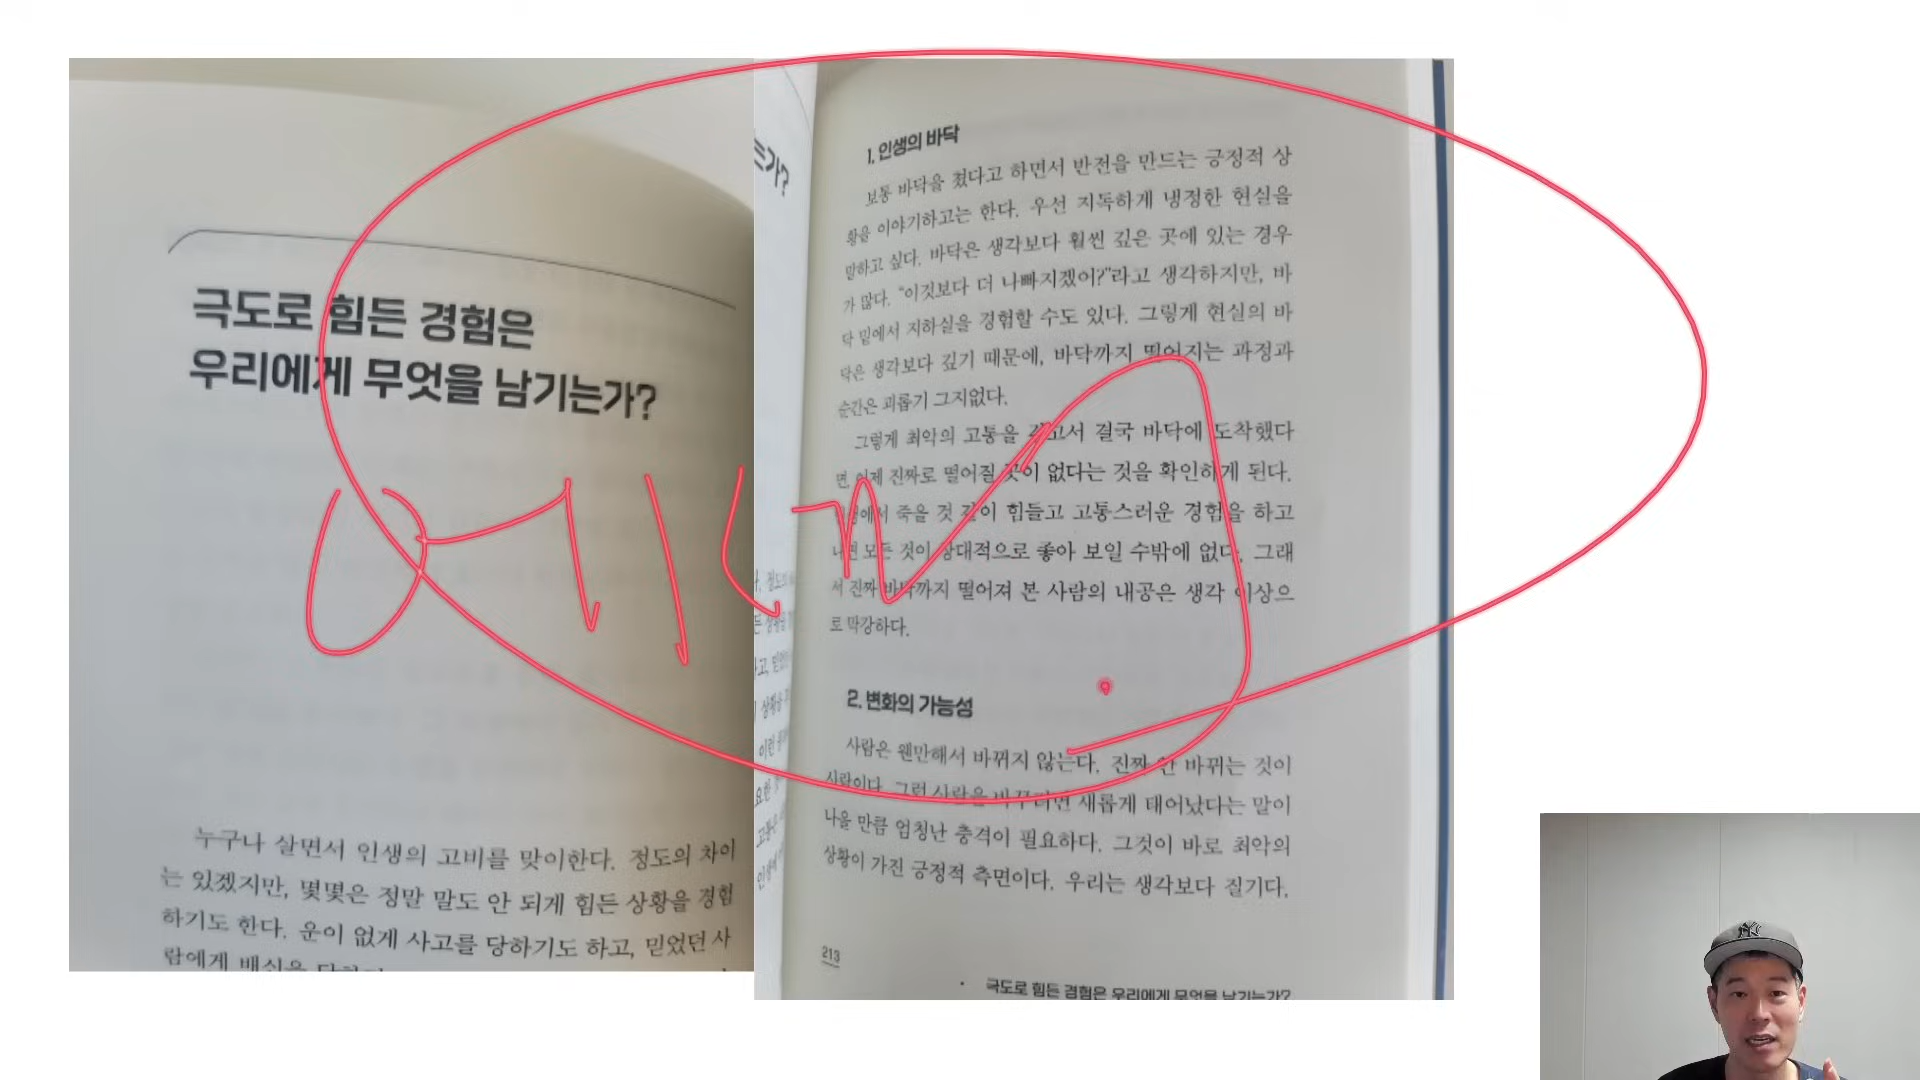 극도로 힘든 경험은
우리에게 무엇을 남기는가?
누구나 살면서 인생의 고비를 맞이한다. 정도의 차이
는 있겠지만, 몇몇은 정말 말도 안 되게 힘든 상황을 경험
하기도 한다. 운이 없게 사고를 당하기도 하고, 믿었던 사
람에게 배신을
는가?
1. 인생의 바닥
보통 바닥을 쳤다고 하면서 반전을 만드는 긍정적 상
황을 이야기하고는 한다. 우선 지독하게 냉정한 현실을
말하고 싶다. 바닥은 생각보다 훨씬 깊은 곳에 있는 경우
가 많다. “이것보다 더 나빠지겠어?”라고 생각하지만, 바
닥 밑에서 지하실을 경험할 수도 있다. 그렇게 현실의 바
닥은 생각보다 깊기 때문에, 바닥까지 떨어지는 과정과
순간은 괴롭기 그지없다.
그렇게 최악의 고통을 겪고서 결국 바닥에 도착했다
면 이제 진짜로 떨어질 곳이 없다는 것을 확인하게 된다.
인생에서 죽을 것 같이 힘들고 고통스러운 경험을 하고
나면 모든 것이 상대적으로 좋아 보일 수밖에 없다. 그래
서 진짜 바닥까지 떨어져 본 사람의 내공은 생각 이상으
로 막강하다.
2. 변화의 가능성
사람은 웬만해서 바뀌지 않는다. 진짜 안 바뀌는 것이
사람이다. 그런 사람을 바꾸려면 새롭게 태어났다는 말이
나올 만큼 엄청난 충격이 필요하다. 그것이 바로 최악의
상황이 가진 긍정적 측면이다. 우리는 생각보다 질기다.
213
극도로 힘든 경험은 우리에게 무엇을 남기는가?
NY